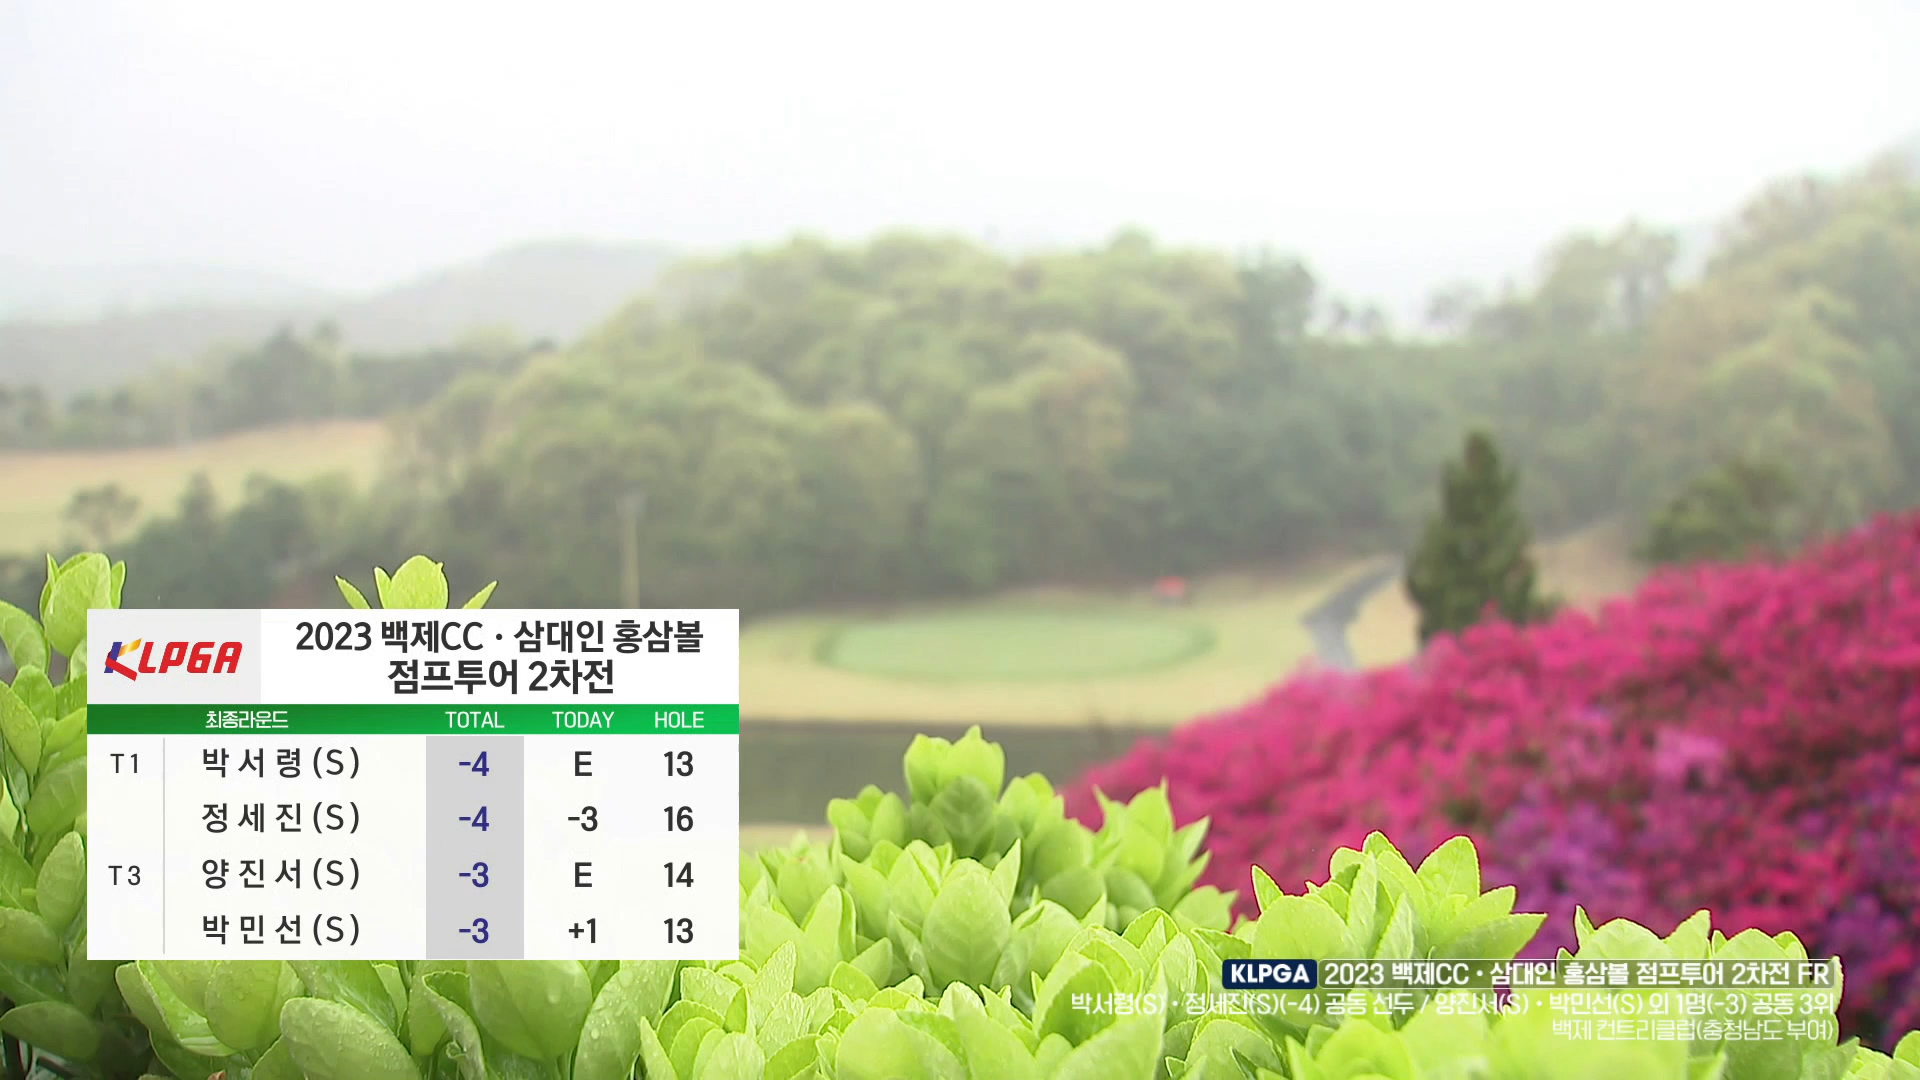 KLPGA
2023 백제CC · 삼대인 홍삼볼
점프투어 2차전
최종라운드 TOTAL TODAY HOLE
T1 박서령(S) -4 E 13
정세진(S) -4 -3 16
T3 양진서(S) -3 E 14
박민선(S) -3 +1 13
KLPGA 2023 백제CC · 삼대인 홍삼볼 점프투어 2차전 FR
박서령(S) · 정세진(S)(-4) 공동 선두 / 양진서(S) · 박민선(S) 외 1명(-3) 공동 3위
백제 컨트리클럽(충청남도 부여)